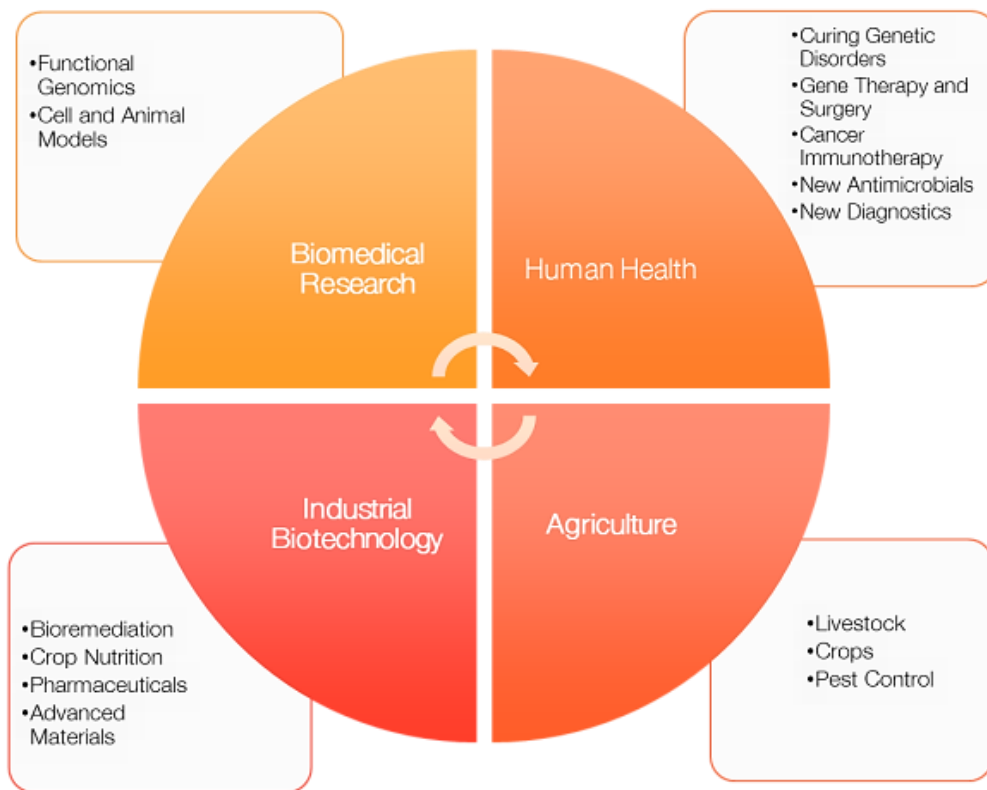 •Functional
Genomics
•Cell and Animal
Models
Biomedical
Research
•Curing Genetic
Disorders
•Gene Therapy and
Surgery
•Cancer
Immunotherapy
•New Antimicrobials
•New Diagnostics
Human Health
Industrial
Biotechnology
•Bioremediation
•Crop Nutrition
•Pharmaceuticals
•Advanced
Materials
Agriculture
•Livestock
•Crops
•Pest Control